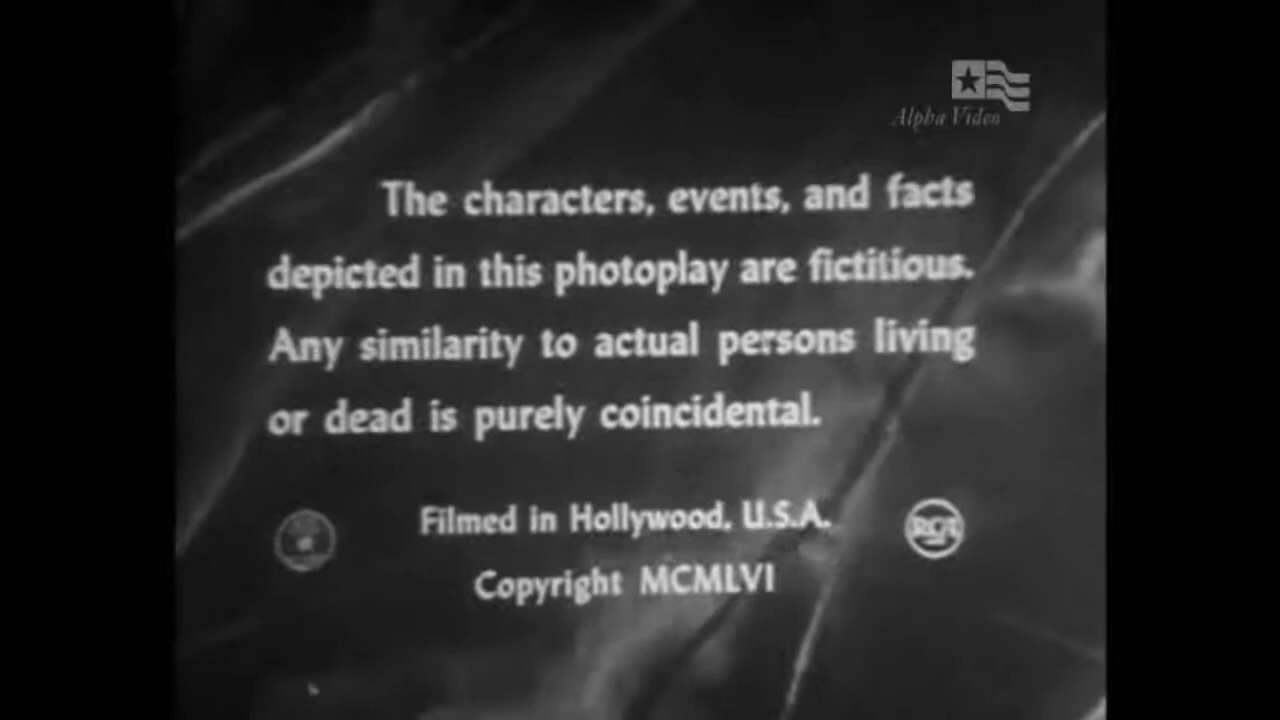 Alpha Video
The characters, events, and facts
depicted in this photoplay are fictitious.
Any similarity to actual persons living
or dead is purely coincidental.
Filmed in Hollywood, U.S.A.
RCA
Copyright MCMLVI